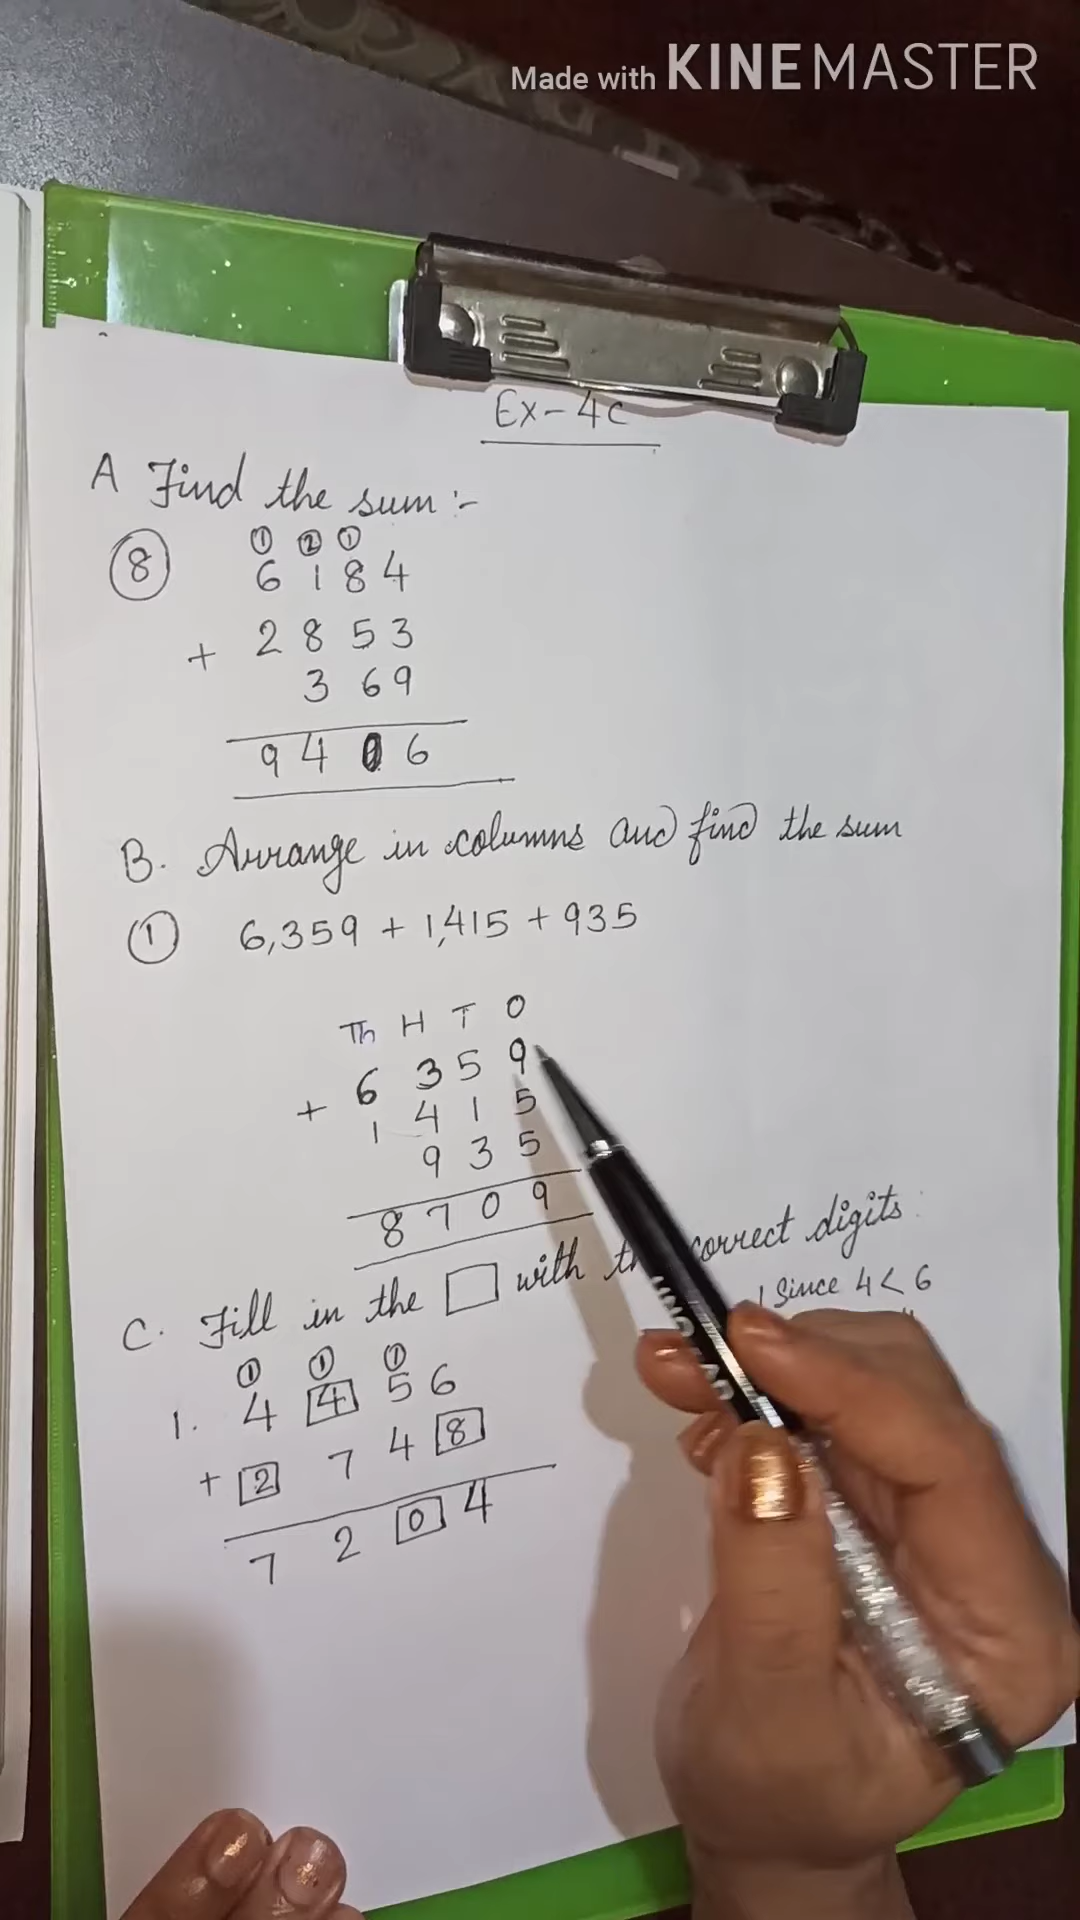 Made with KINEMASTER
Ex-4c
A Find the sum :-
① ② ①
⑧ 6 1 8 4
+ 2 8 5 3
3 6 9
9 4 0 6
B. Arrange in columns and find the sum
① 6,359 + 1,415 + 935
Th H T O
6 3 5 9
+ 1 4 1 5
9 3 5
8 7 0 9
C. Fill in the □ with correct digits:
Since 4 < 6
① ① ①
1. 4 4 5 6
+ 2 7 4 8
7 2 0 4